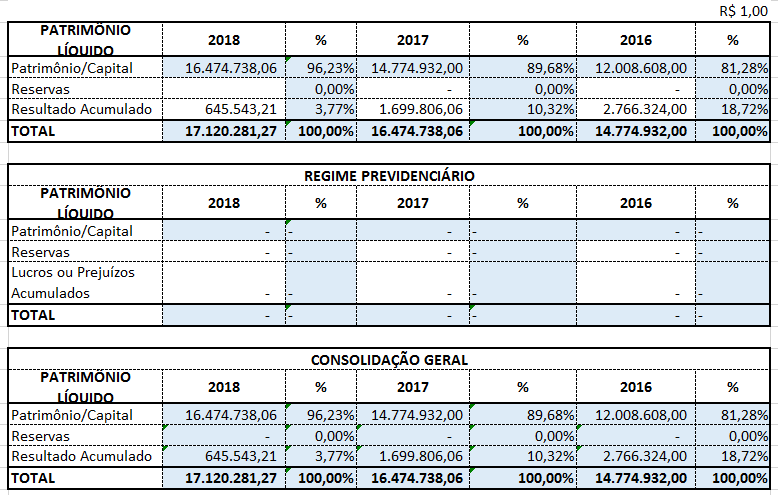 R$ 1,00
PATRIMÔNIO LÍQUIDO 2018 % 2017 % 2016 %
Patrimônio/Capital 16.474.738,06 96,23% 14.774.932,00 89,68% 12.008.608,00 81,28%
Reservas 0,00% - 0,00% - 0,00%
Resultado Acumulado 645.543,21 3,77% 1.699.806,06 10,32% 2.766.324,00 18,72%
TOTAL 17.120.281,27 100,00% 16.474.738,06 100,00% 14.774.932,00 100,00%
REGIME PREVIDENCIÁRIO
PATRIMÔNIO LÍQUIDO 2018 % 2017 % 2016 %
Patrimônio/Capital - - - - - -
Reservas - - - - - -
Lucros ou Prejuízos
Acumulados - - - - - -
TOTAL - - - - - -
CONSOLIDAÇÃO GERAL
PATRIMÔNIO LÍQUIDO 2018 % 2017 % 2016 %
Patrimônio/Capital 16.474.738,06 96,23% 14.774.932,00 89,68% 12.008.608,00 81,28%
Reservas - 0,00% - 0,00% - 0,00%
Resultado Acumulado 645.543,21 3,77% 1.699.806,06 10,32% 2.766.324,00 18,72%
TOTAL 17.120.281,27 100,00% 16.474.738,06 100,00% 14.774.932,00 100,00%